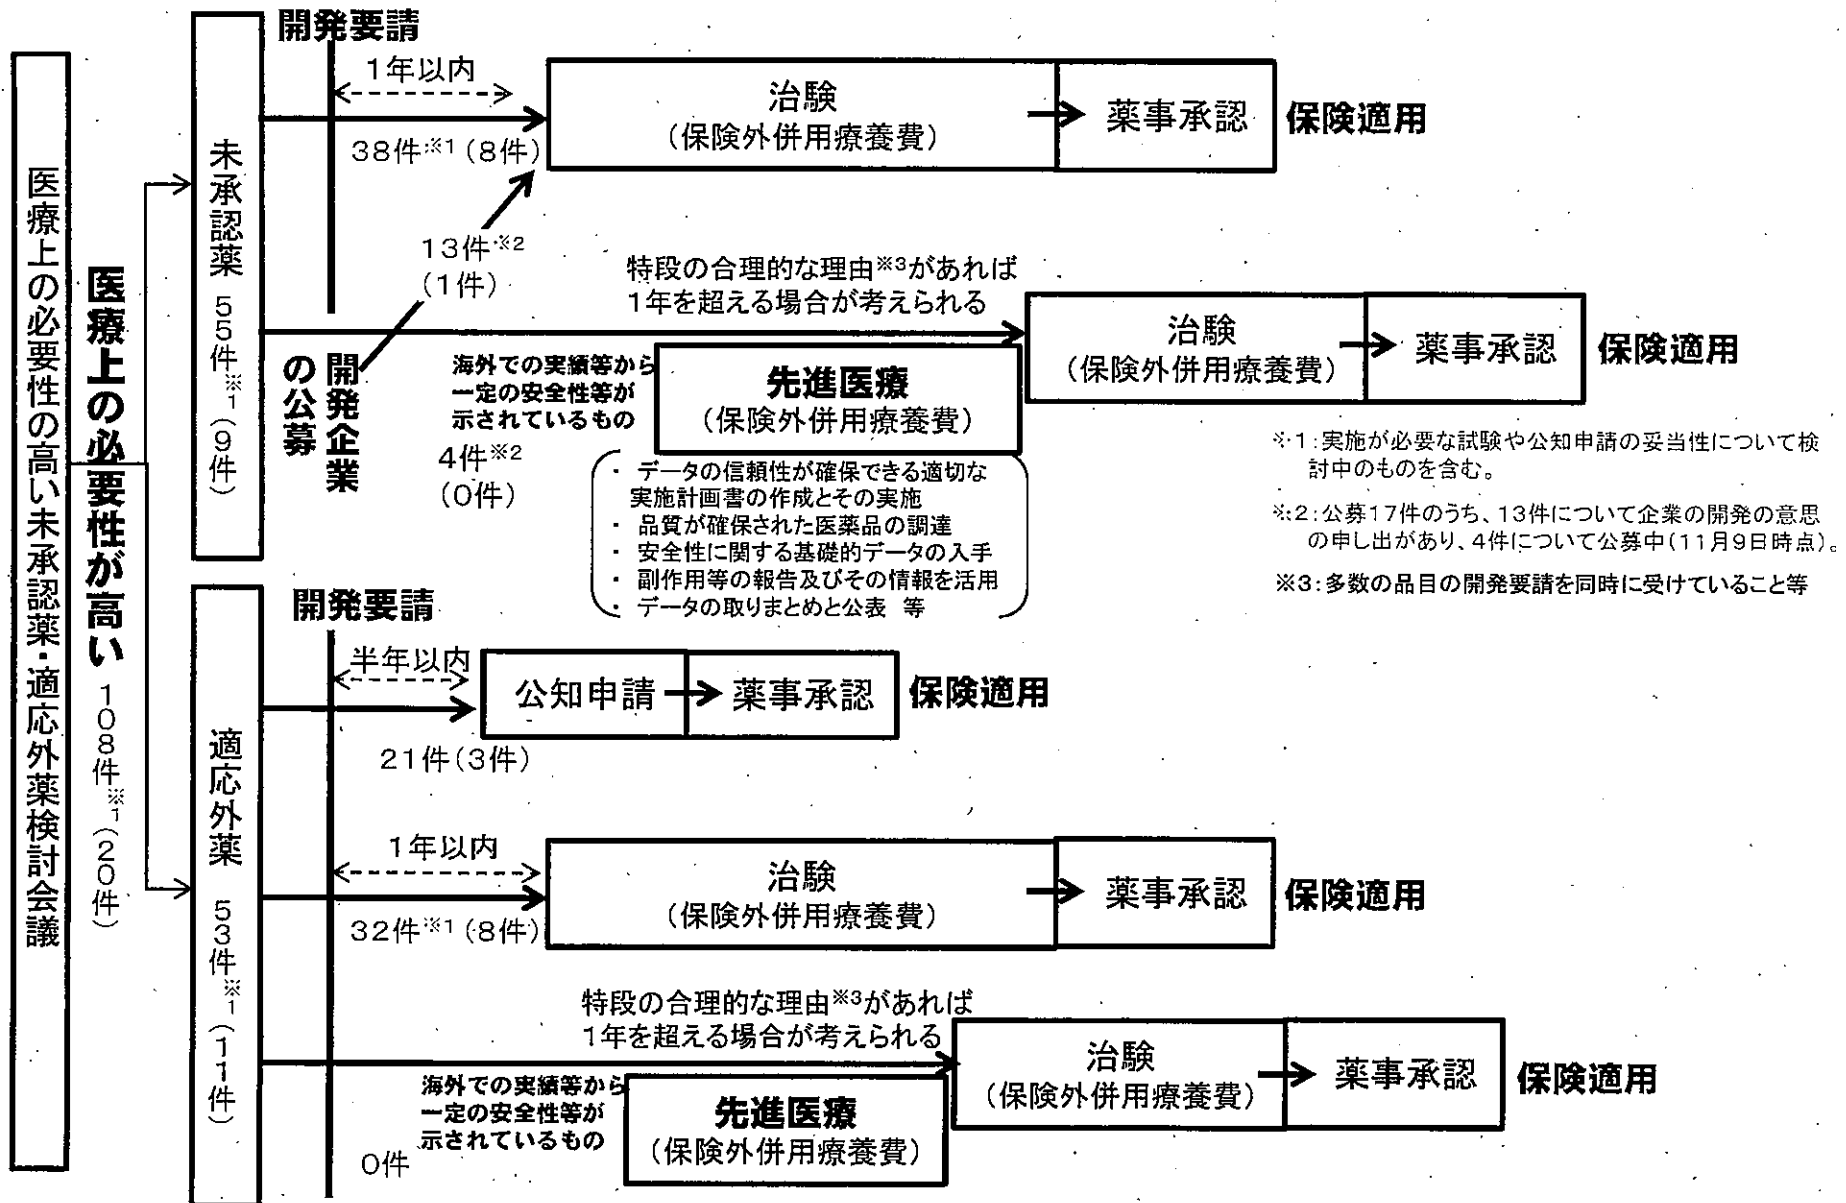 医療上の必要性の高い未承認薬・適応外薬検討会議
医療上の必要性が高い 108件※1(20件)
未承認薬 55件※1(9件)
開発要請
1年以内
38件※1(8件)
治験
(保険外併用療養費)
薬事承認
保険適用
13件※2
(1件)
開発企業
の公募
特段の合理的な理由※3があれば
1年を超える場合が考えられる
海外での実績等から
一定の安全性等が
示されているもの
4件※2
(0件)
先進医療
(保険外併用療養費)
治験
(保険外併用療養費)
薬事承認
保険適用
・ データの信頼性が確保できる適切な
実施計画書の作成とその実施
・ 品質が確保された医薬品の調達
・ 安全性に関する基礎的データの入手
・ 副作用等の報告及びその情報を活用
・ データの取りまとめと公表 等
※1:実施が必要な試験や公知申請の妥当性について検
討中のものを含む。
※2:公募17件のうち、13件について企業の開発の意思
の申し出があり、4件について公募中(11月9日時点)。
※3:多数の品目の開発要請を同時に受けていること等
適応外薬 53件※1(11件)
開発要請
半年以内
21件(3件)
公知申請
薬事承認
保険適用
1年以内
32件※1(8件)
治験
(保険外併用療養費)
薬事承認
保険適用
特段の合理的な理由※3があれば
1年を超える場合が考えられる
海外での実績等から
一定の安全性等が
示されているもの
0件
先進医療
(保険外併用療養費)
治験
(保険外併用療養費)
薬事承認
保険適用